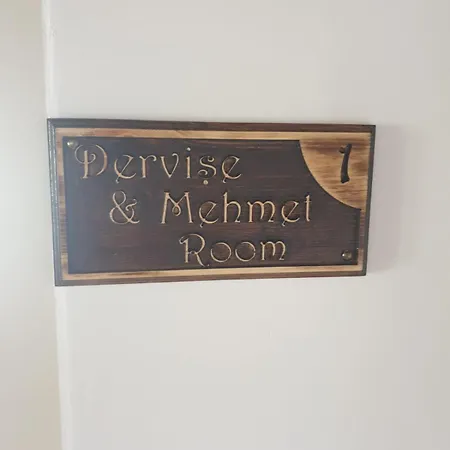 Dervişe 1
& Mehmet
Room